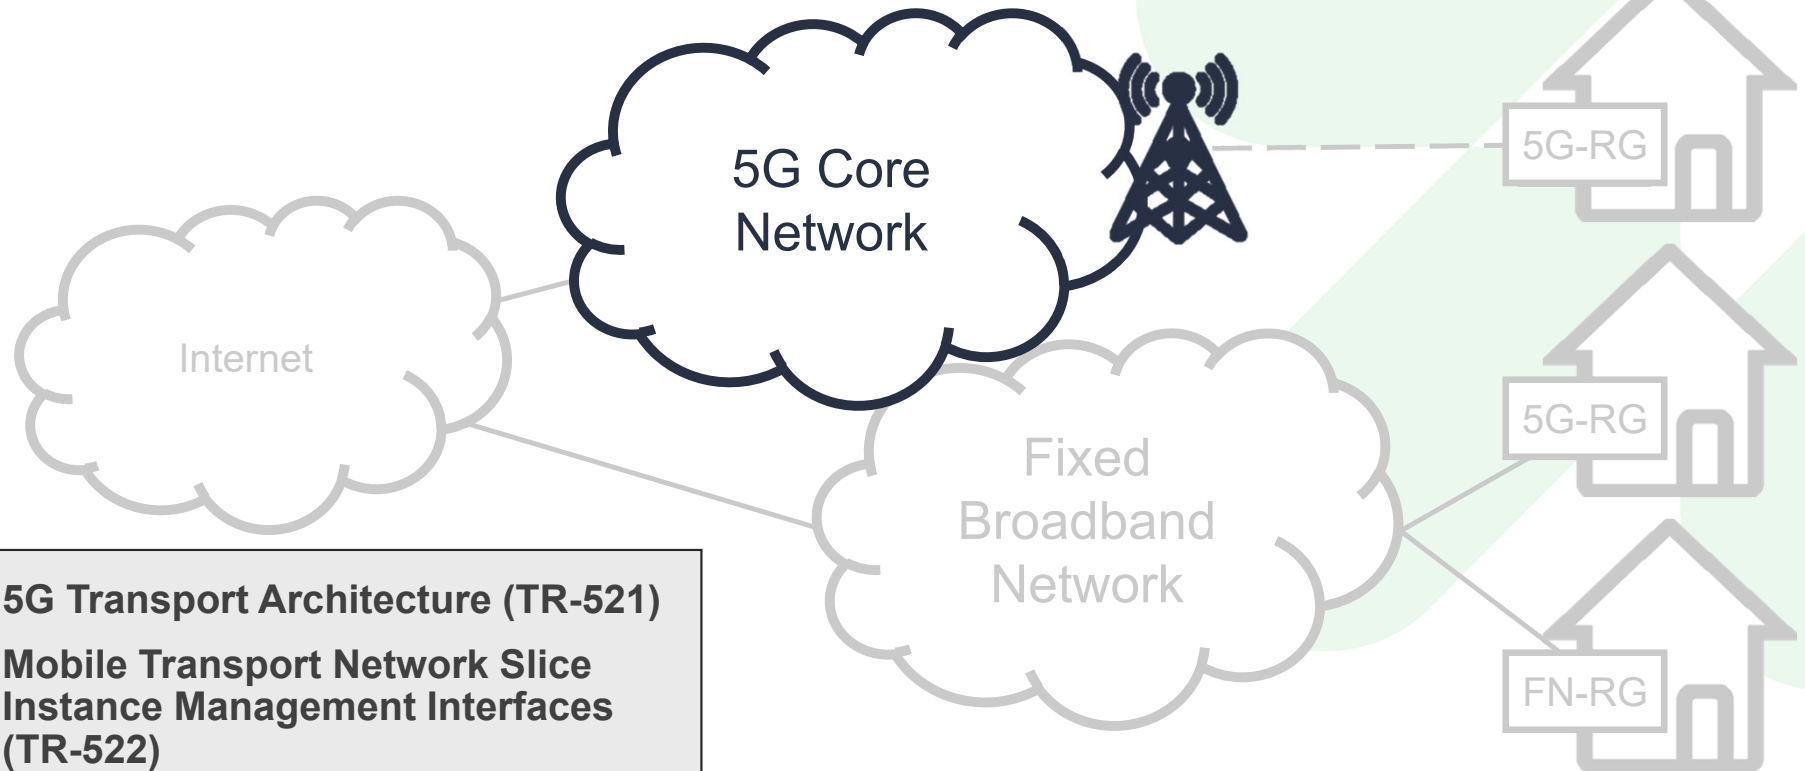 5G Core
Network
5G-RG
Internet
5G-RG
Fixed
Broadband
Network
FN-RG
5G Transport Architecture (TR-521)
Mobile Transport Network Slice
Instance Management Interfaces
(TR-522)